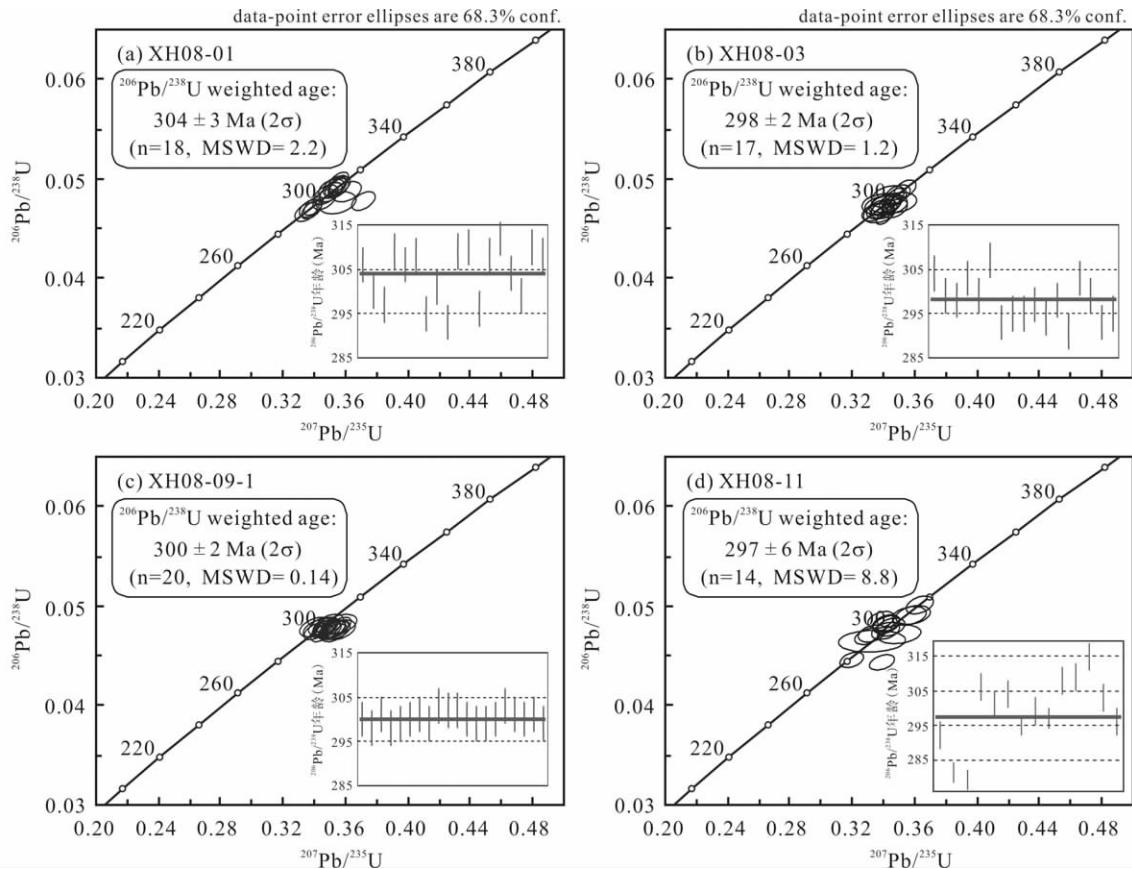 data-point error ellipses are 68.3% conf.
data-point error ellipses are 68.3% conf.
(a) XH08-01
²⁰⁶Pb/²³⁸U weighted age:
304 ± 3 Ma (2σ)
(n=18, MSWD= 2.2)
380
340
300
260
220
0.06
0.05
0.04
0.03
²⁰⁶Pb/²³⁸U
315
305
295
285
²⁰⁶Pb/²³⁸U年龄(Ma)
0.20 0.24 0.28 0.32 0.36 0.40 0.44 0.48
²⁰⁷Pb/²³⁵U
(b) XH08-03
²⁰⁶Pb/²³⁸U weighted age:
298 ± 2 Ma (2σ)
(n=17, MSWD= 1.2)
380
340
300
260
220
0.06
0.05
0.04
0.03
²⁰⁶Pb/²³⁸U
315
305
295
285
²⁰⁶Pb/²³⁸U年龄(Ma)
0.20 0.24 0.28 0.32 0.36 0.40 0.44 0.48
²⁰⁷Pb/²³⁵U
(c) XH08-09-1
²⁰⁶Pb/²³⁸U weighted age:
300 ± 2 Ma (2σ)
(n=20, MSWD= 0.14)
380
340
300
260
220
0.06
0.05
0.04
0.03
²⁰⁶Pb/²³⁸U
315
305
295
285
²⁰⁶Pb/²³⁸U年龄(Ma)
0.20 0.24 0.28 0.32 0.36 0.40 0.44 0.48
²⁰⁷Pb/²³⁵U
(d) XH08-11
²⁰⁶Pb/²³⁸U weighted age:
297 ± 6 Ma (2σ)
(n=14, MSWD= 8.8)
380
340
300
260
220
0.06
0.05
0.04
0.03
²⁰⁶Pb/²³⁸U
315
305
295
285
²⁰⁶Pb/²³⁸U年龄(Ma)
0.20 0.24 0.28 0.32 0.36 0.40 0.44 0.48
²⁰⁷Pb/²³⁵U